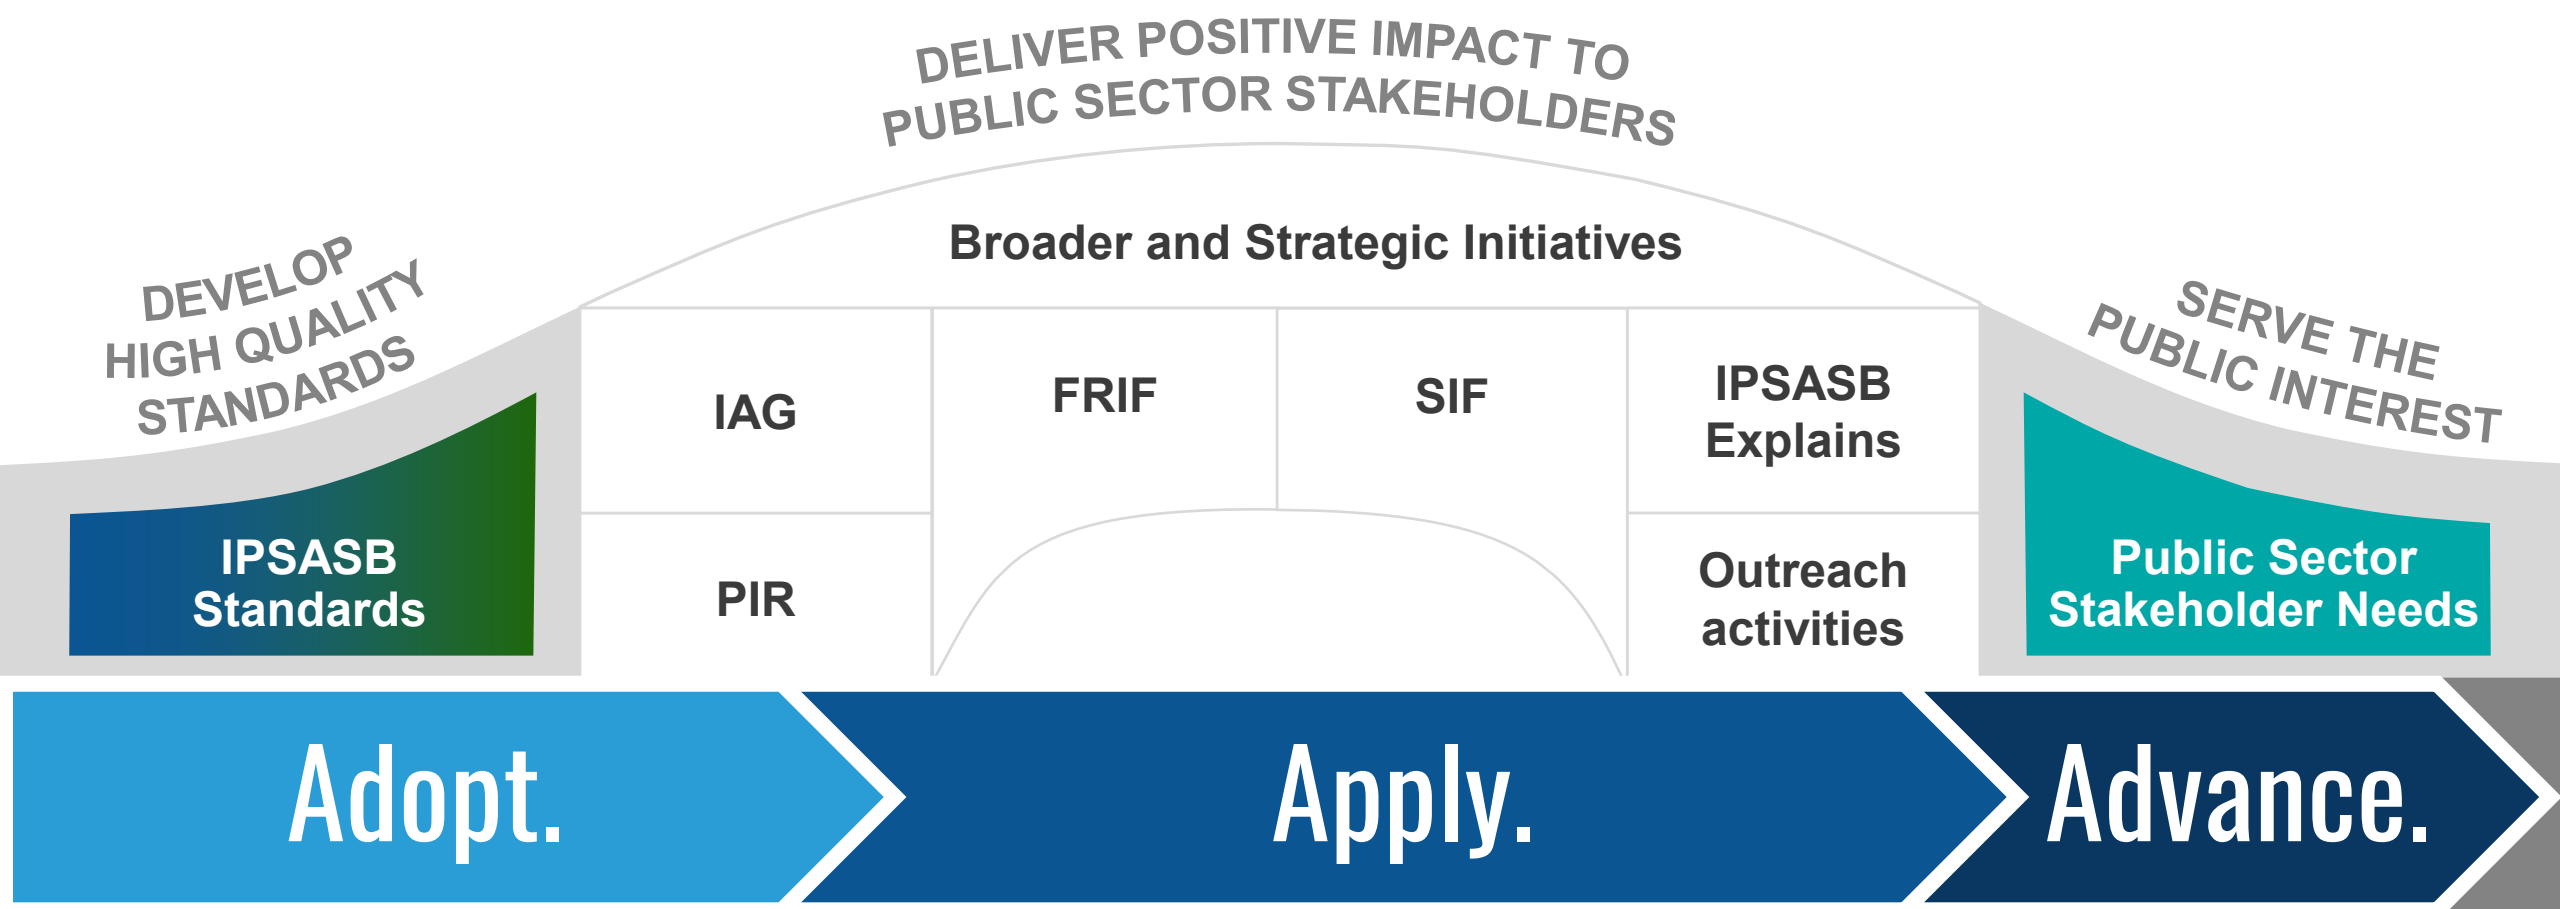 DELIVER POSITIVE IMPACT TO
PUBLIC SECTOR STAKEHOLDERS
DEVELOP
HIGH QUALITY
STANDARDS
Broader and Strategic Initiatives
SERVE THE
PUBLIC INTEREST
IAG
FRIF
SIF
IPSASB
Explains
IPSASB
Standards
PIR
Outreach
activities
Public Sector
Stakeholder Needs
Adopt.
Apply.
Advance.